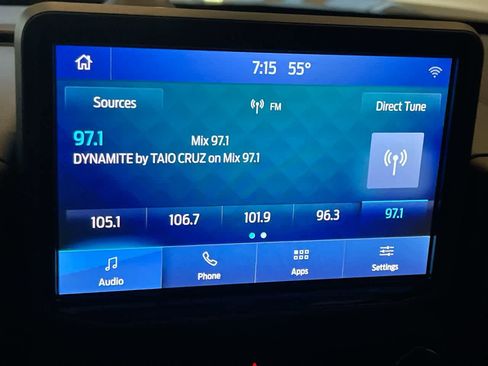 7:15 55°
Sources FM Direct Tune
97.1 Mix 97.1
DYNAMITE by TAIO CRUZ on Mix 97.1
105.1 106.7 101.9 96.3 97.1
Audio Phone Apps Settings